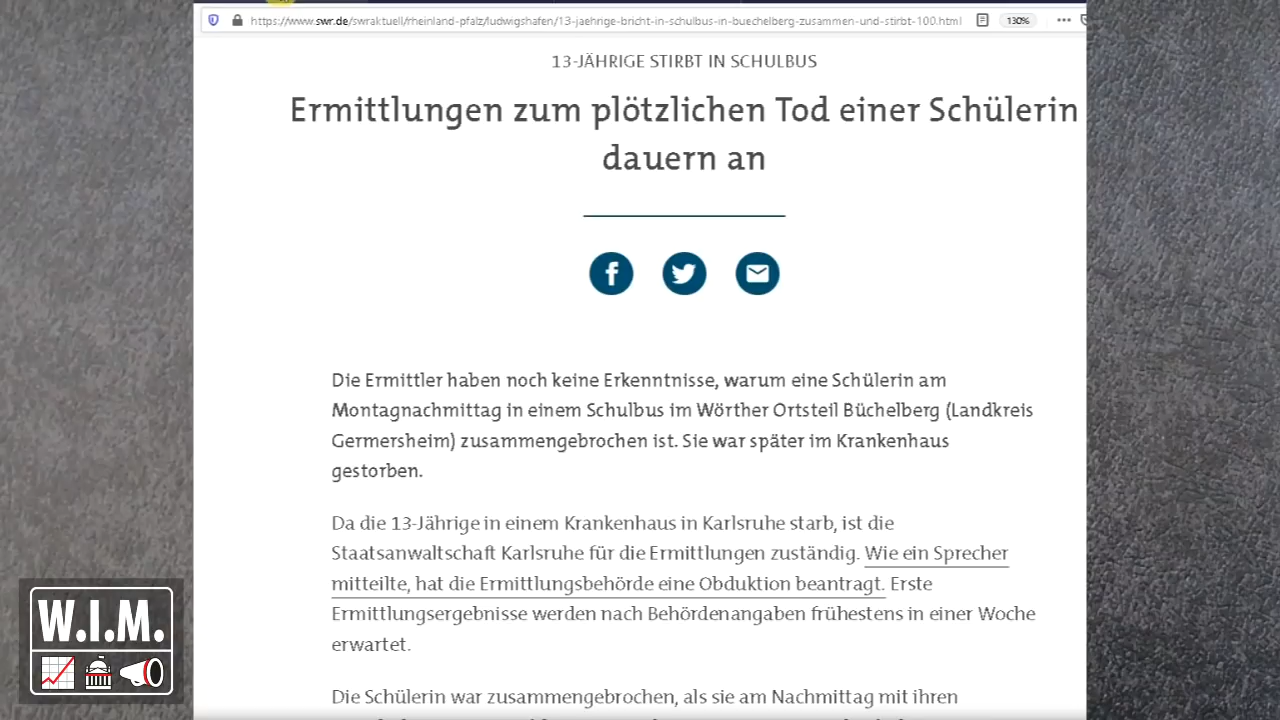 https://www.swr.de/swraktuell/rheinland-pfalz/ludwigshafen/13-jaehrige-bricht-in-schulbus-in-buechelberg-zusammen-und-stirbt-100.html 130%
13-JÄHRIGE STIRBT IN SCHULBUS
Ermittlungen zum plötzlichen Tod einer Schülerin
dauern an
Die Ermittler haben noch keine Erkenntnisse, warum eine Schülerin am
Montagnachmittag in einem Schulbus im Wörther Ortsteil Büchelberg (Landkreis
Germersheim) zusammengebrochen ist. Sie war später im Krankenhaus
gestorben.
Da die 13-Jährige in einem Krankenhaus in Karlsruhe starb, ist die
Staatsanwaltschaft Karlsruhe für die Ermittlungen zuständig. Wie ein Sprecher
mitteilte, hat die Ermittlungsbehörde eine Obduktion beantragt. Erste
Ermittlungsergebnisse werden nach Behördenangaben frühestens in einer Woche
erwartet.
Die Schülerin war zusammengebrochen, als sie am Nachmittag mit ihren
W.I.M.